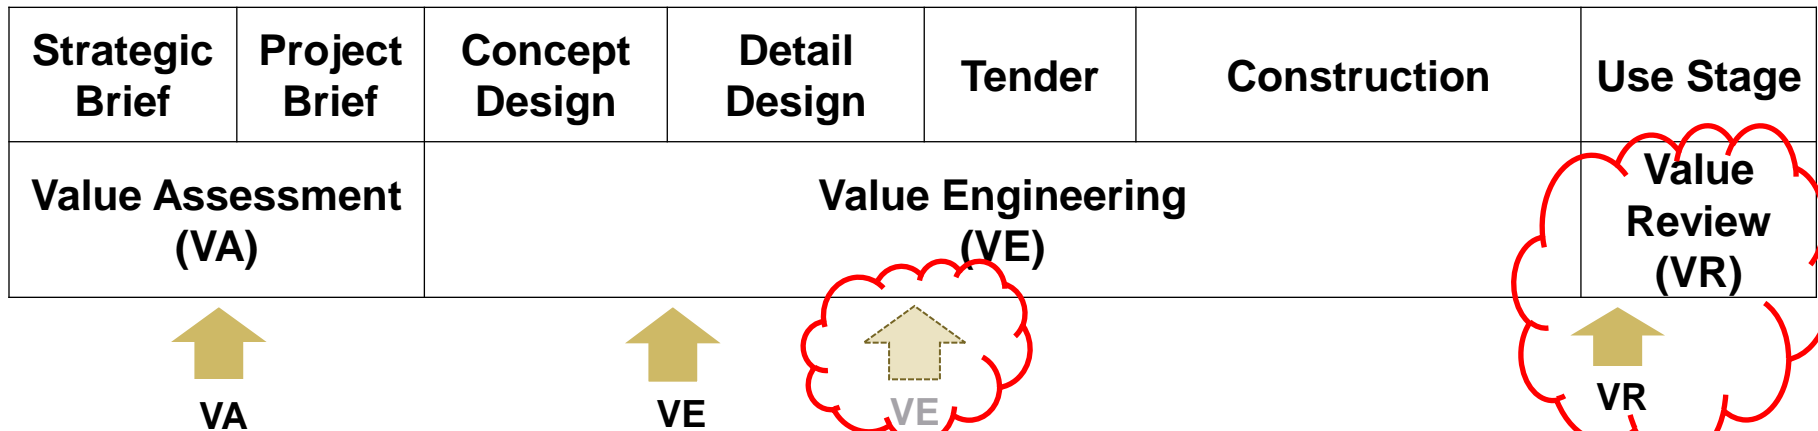 Strategic
Brief
Project
Brief
Concept
Design
Detail
Design
Tender
Construction
Use Stage
Value Assessment
(VA)
Value Engineering
(VE)
Value
Review
(VR)
VA
VE
VE
VR